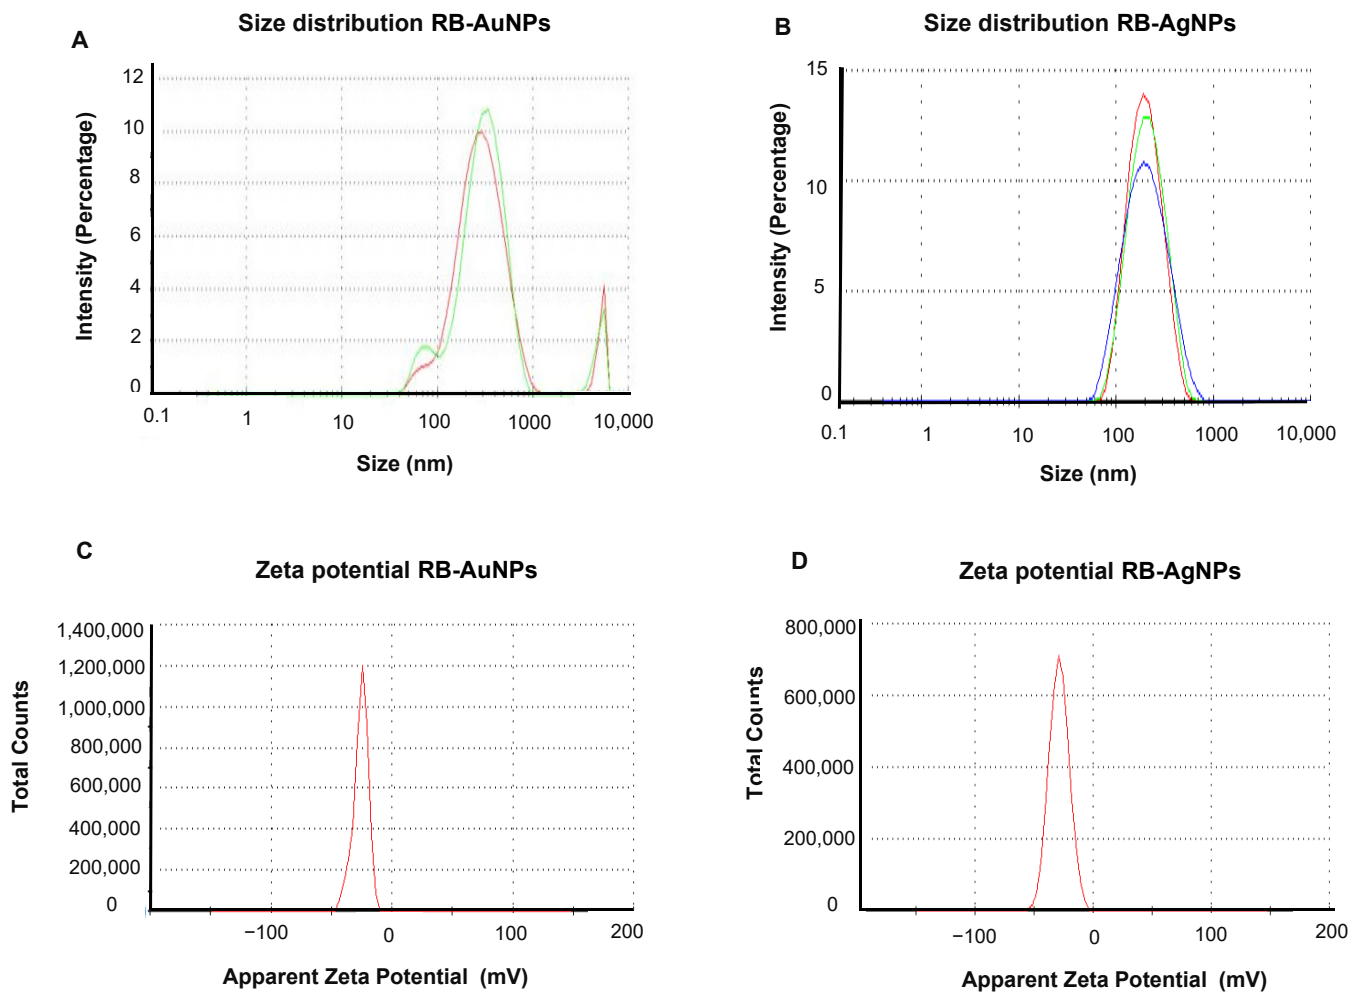 A
Size distribution RB-AuNPs
12
10
8
6
4
2
0
Intensity (Percentage)
0.1
1
10
100
1000
10,000
Size (nm)
B
Size distribution RB-AgNPs
15
10
5
0
Intensity (Percentage)
0.1
1
10
100
1000
10,000
Size (nm)
C
Zeta potential RB-AuNPs
1,400,000
1,200,000
1,000,000
800,000
600,000
400,000
200,000
0
Total Counts
−100
0
100
200
Apparent Zeta Potential (mV)
D
Zeta potential RB-AgNPs
800,000
600,000
400,000
200,000
0
Total Counts
−100
0
100
200
Apparent Zeta Potential (mV)